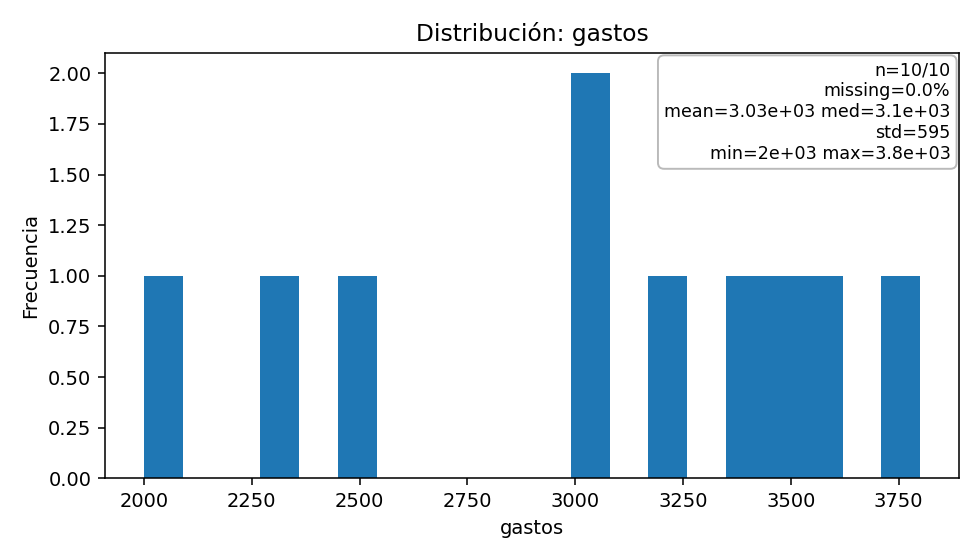 Distribución: gastos
n=10/10
missing=0.0%
mean=3.03e+03 med=3.1e+03
std=595
min=2e+03 max=3.8e+03
2.00
1.75
1.50
1.25
1.00
0.75
0.50
0.25
0.00
Frecuencia
2000 2250 2500 2750 3000 3250 3500 3750
gastos